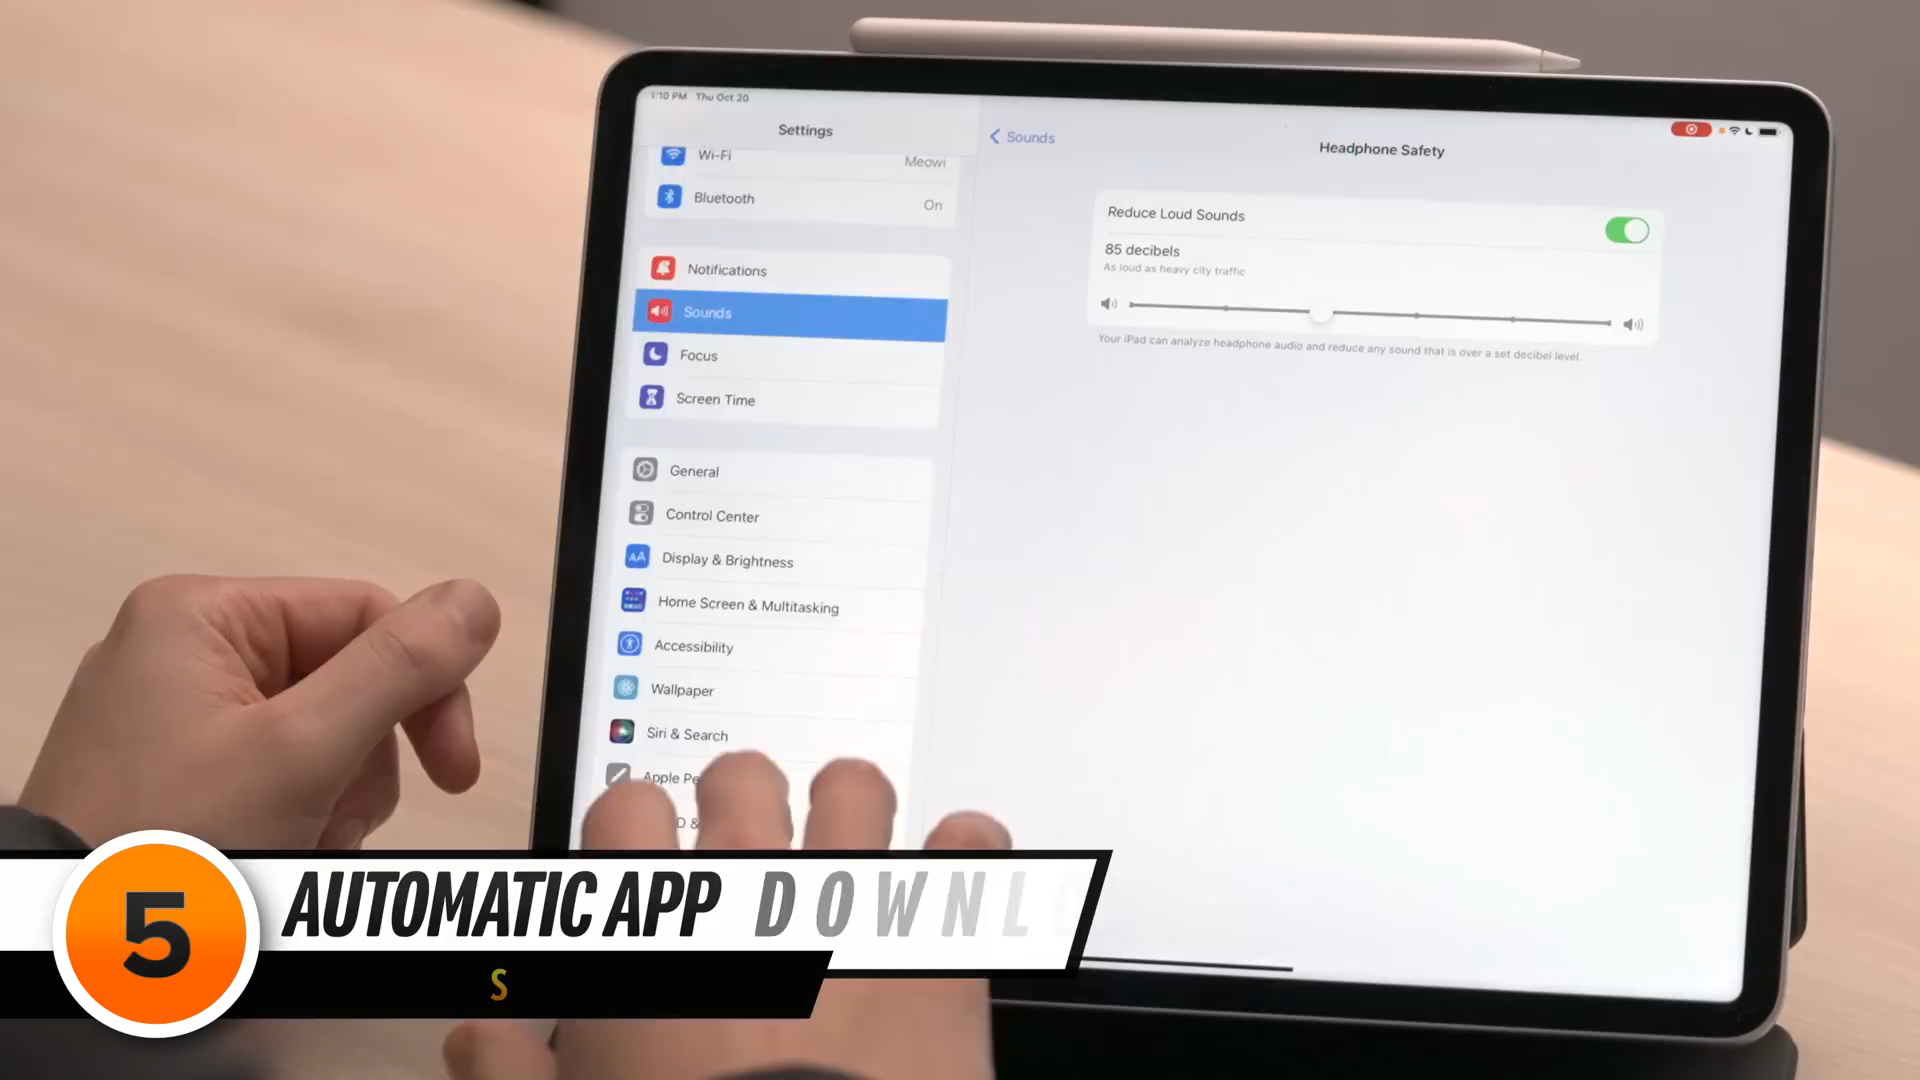 1:10 PM Thu Oct 20
Settings
Wi-Fi Meowi
Bluetooth On
Notifications
Sounds
Focus
Screen Time
General
Control Center
Display & Brightness
Home Screen & Multitasking
Accessibility
Wallpaper
Siri & Search
Apple
Sounds
Headphone Safety
Reduce Loud Sounds
85 decibels
As loud as heavy city traffic
Your iPad can analyze headphone audio and reduce any sound that is over a set decibel level.
5
AUTOMATIC APP DOWNL
S